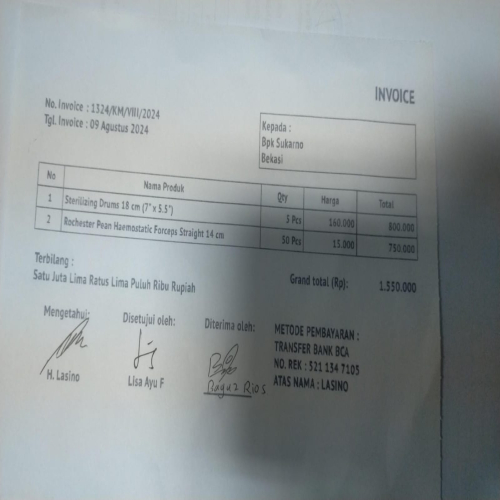 INVOICE
No. Invoice : 1324/KM/VIII/2024
Tgl. Invoice : 09 Agustus 2024
Kepada :
Bpk Sukarno
Bekasi
No Nama Produk Qty Harga Total
1 Sterilizing Drums 18 cm (7" x 5.5") 5 Pcs 160.000 800.000
2 Rochester Pean Haemostatic Forceps Straight 14 cm 50 Pcs 15.000 750.000
Terbilang :
Satu Juta Lima Ratus Lima Puluh Ribu Rupiah
Grand total (Rp): 1.550.000
Mengetahui: Disetujui oleh: Diterima oleh:
H. Lasino Lisa Ayu F Bayuz Rios
METODE PEMBAYARAN :
TRANSFER BANK BCA
NO. REK : 521 134 7105
ATAS NAMA : LASINO